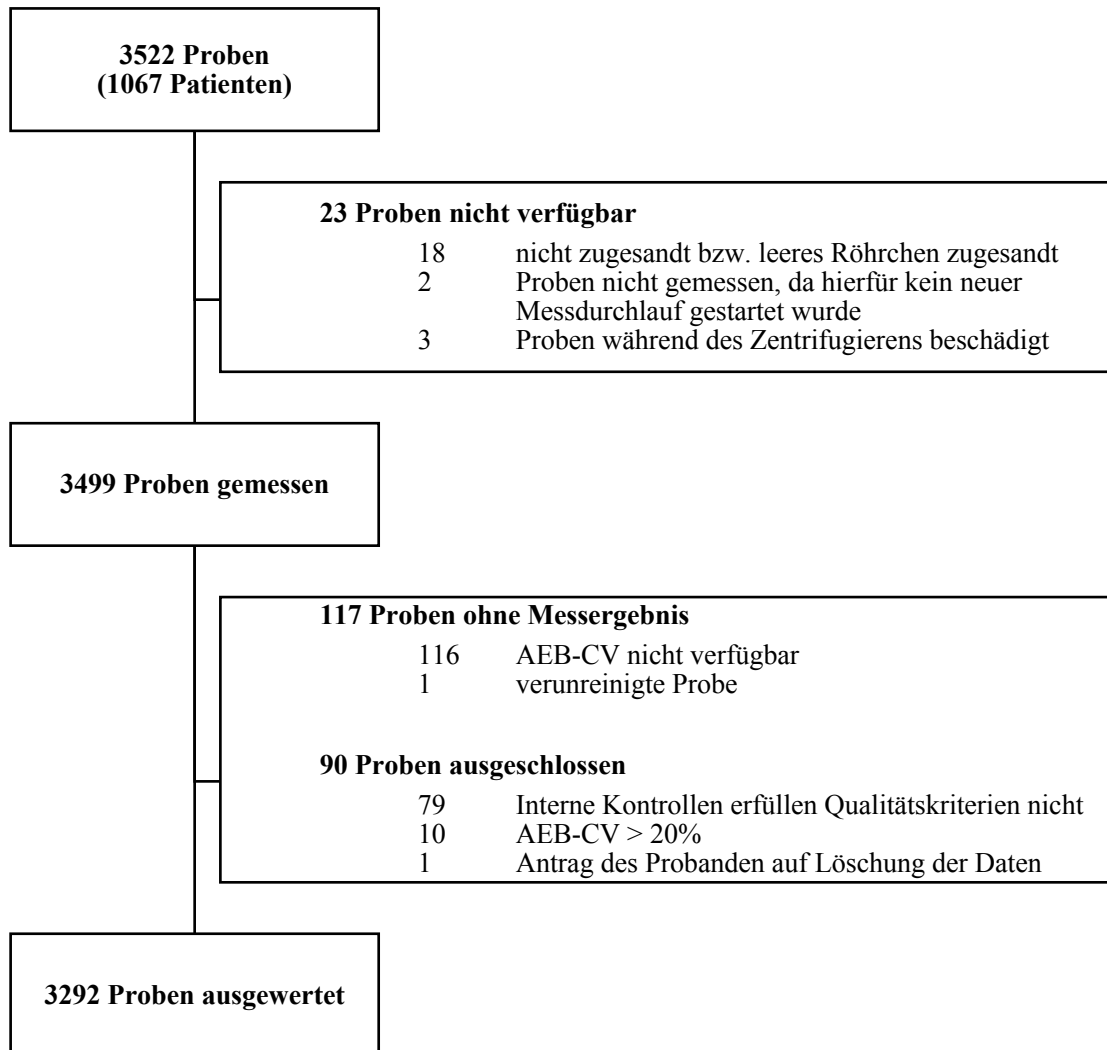 3522 Proben
(1067 Patienten)
23 Proben nicht verfügbar
18 nicht zugesandt bzw. leeres Röhrchen zugesandt
2 Proben nicht gemessen, da hierfür kein neuer
Messdurchlauf gestartet wurde
3 Proben während des Zentrifugierens beschädigt
3499 Proben gemessen
117 Proben ohne Messergebnis
116 AEB-CV nicht verfügbar
1 verunreinigte Probe
90 Proben ausgeschlossen
79 Interne Kontrollen erfüllen Qualitätskriterien nicht
10 AEB-CV > 20%
1 Antrag des Probanden auf Löschung der Daten
3292 Proben ausgewertet